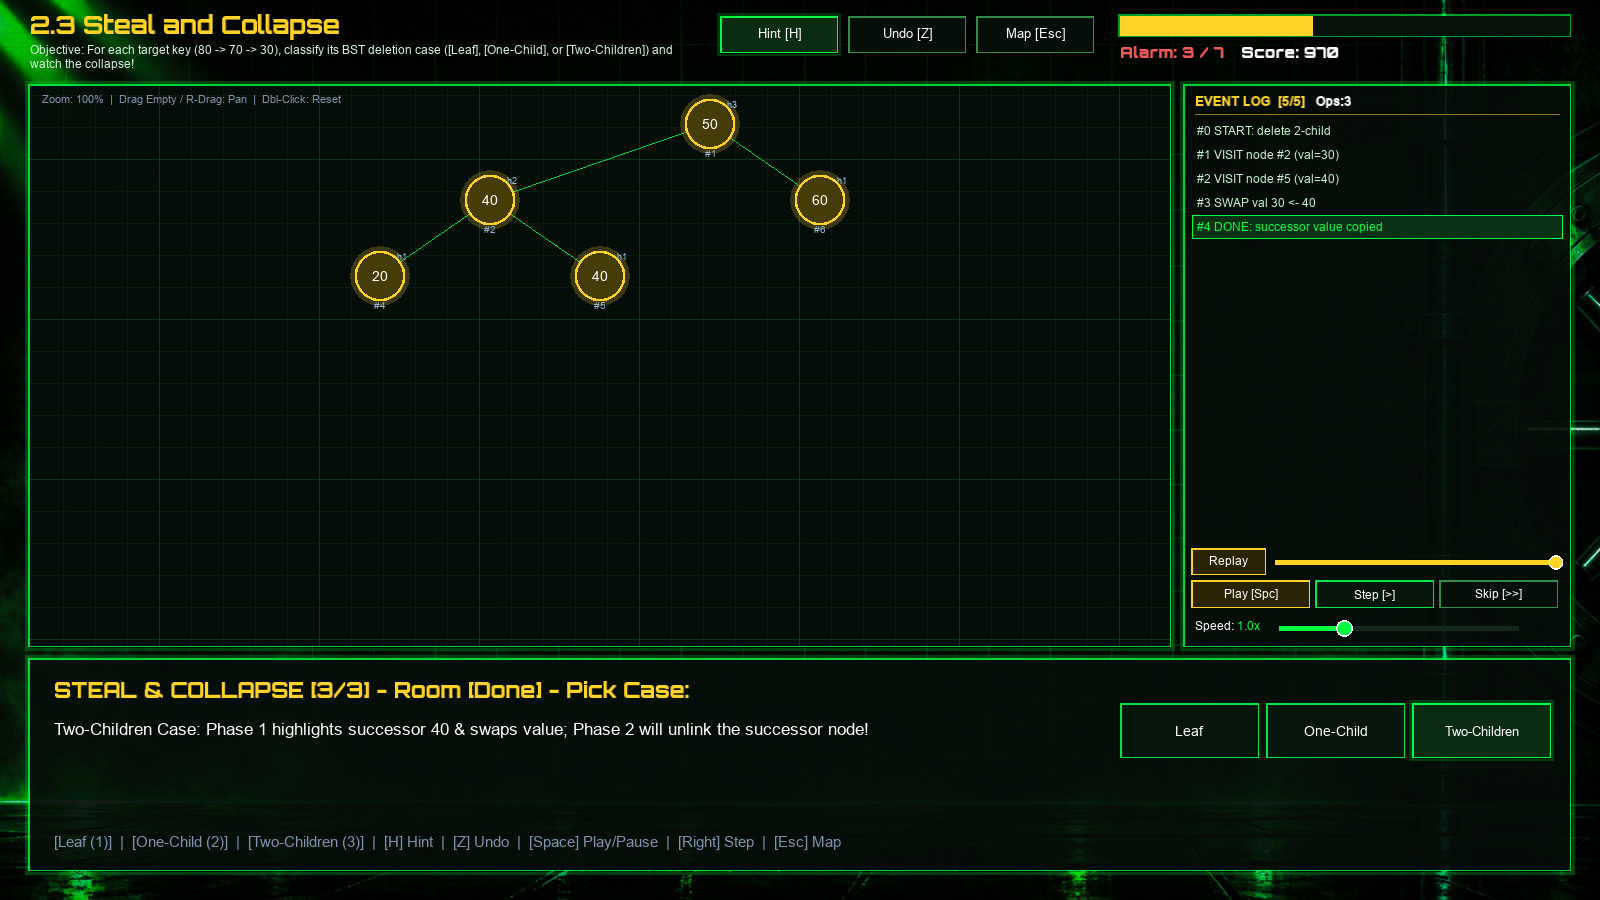 2.3 Steal and Collapse
Objective: For each target key (80 -> 70 -> 30), classify its BST deletion case ([Leaf], [One-Child], or [Two-Children]) and
watch the collapse!
Hint [H]
Undo [Z]
Map [Esc]
Alarm: 3 / 7
Score: 970
Zoom: 100%  |  Drag Empty / R-Drag: Pan  |  Dbl-Click: Reset
h3
50
#1
h2
40
#2
h1
60
#6
h1
20
#4
h1
40
#5
EVENT LOG  [5/5]  Ops:3
#0 START: delete 2-child
#1 VISIT node #2 (val=30)
#2 VISIT node #5 (val=40)
#3 SWAP val 30 <- 40
#4 DONE: successor value copied
Replay
Play [Spc]
Step [>]
Skip [>>]
Speed: 1.0x
STEAL & COLLAPSE [3/3] - Room [Done] - Pick Case:
Two-Children Case: Phase 1 highlights successor 40 & swaps value; Phase 2 will unlink the successor node!
Leaf
One-Child
Two-Children
[Leaf (1)]  |  [One-Child (2)]  |  [Two-Children (3)]  |  [H] Hint  |  [Z] Undo  |  [Space] Play/Pause  |  [Right] Step  |  [Esc] Map